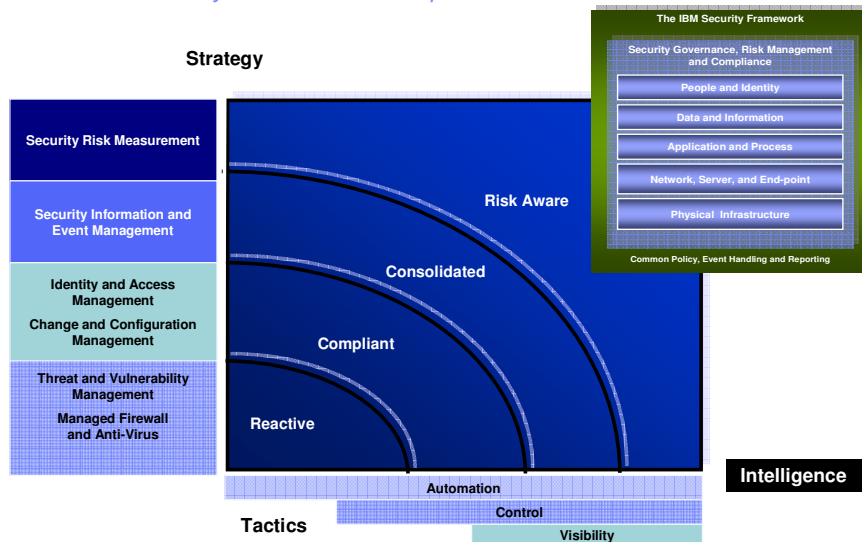 The IBM Security Framework
Security Governance, Risk Management
and Compliance
People and Identity
Data and Information
Application and Process
Network, Server, and End-point
Physical Infrastructure
Common Policy, Event Handling and Reporting
Strategy
Security Risk Measurement
Security Information and
Event Management
Identity and Access
Management
Change and Configuration
Management
Threat and Vulnerability
Management
Managed Firewall
and Anti-Virus
Risk Aware
Consolidated
Compliant
Reactive
Intelligence
Automation
Control
Visibility
Tactics